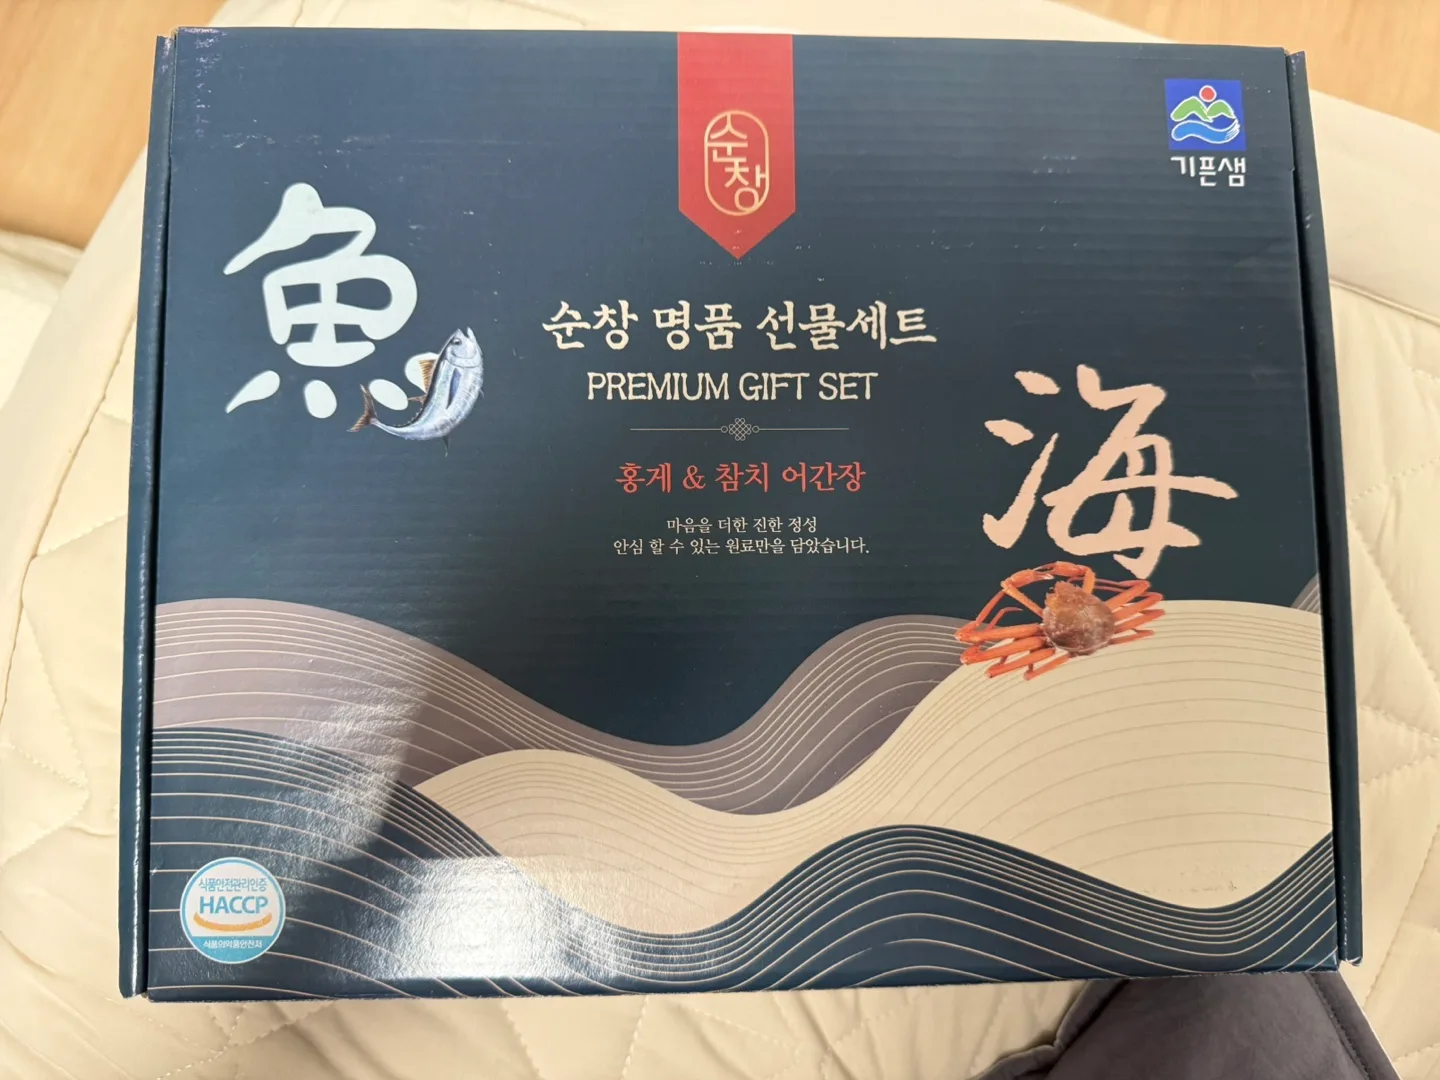 순창
기픈샘
魚
순창 명품 선물세트
PREMIUM GIFT SET
海
홍게 & 참치 어간장
마음을 더한 진한 정성
안심 할 수 있는 원료만을 담았습니다.
식품안전관리인증
HACCP
식품의약품안전처